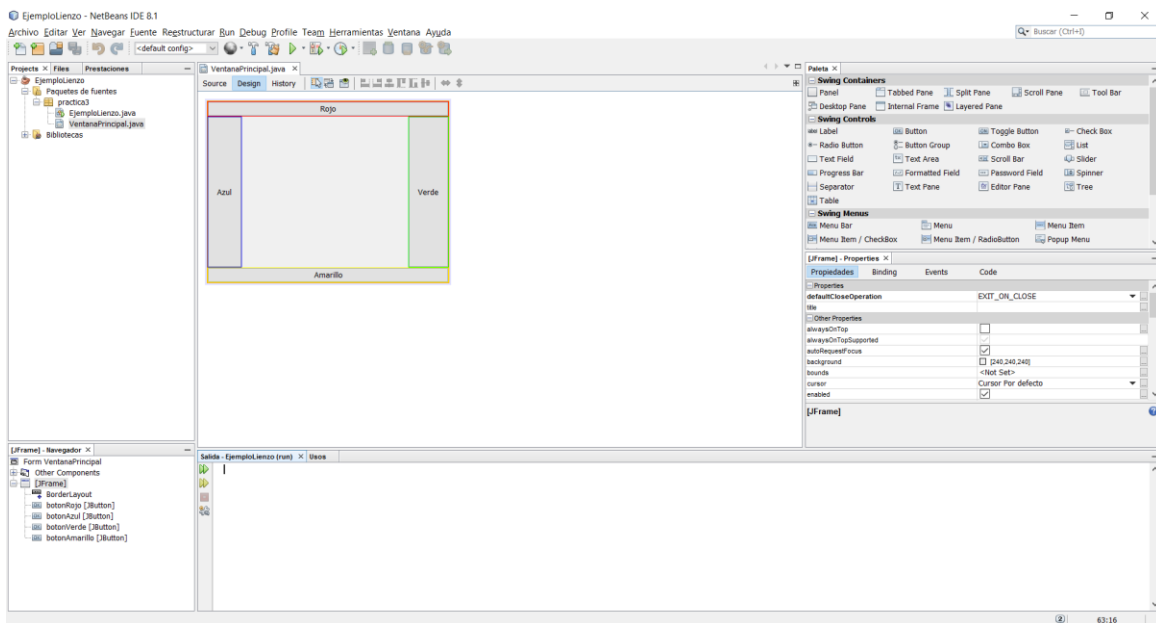 EjemploLienzo - NetBeans IDE 8.1
Archivo Editar Ver Navegar Fuente Reestructurar Run Debug Profile Team Herramientas Ventana Ayuda
Buscar (Ctrl+I)
<default config>
Projects × Files Prestaciones
EjemploLienzo
Paquetes de fuentes
practica3
EjemploLienzo.java
VentanaPrincipal.java
Bibliotecas
VentanaPrincipal.java ×
Source Design History
Rojo
Azul
Verde
Amarillo
Paleta ×
Swing Containers
Panel Tabbed Pane Split Pane Scroll Pane Tool Bar
Desktop Pane Internal Frame Layered Pane
Swing Controls
label Label Button Toggle Button Check Box
Radio Button Button Group Combo Box List
Text Field Text Area Scroll Bar Slider
Progress Bar Formatted Field Password Field Spinner
Separator Text Pane Editor Pane Tree
Table
Swing Menus
Menu Bar Menu Menu Item
Menu Item / CheckBox Menu Item / RadioButton Popup Menu
[JFrame] - Properties ×
Propiedades Binding Events Code
Properties
defaultCloseOperation EXIT_ON_CLOSE
title
Other Properties
alwaysOnTop
alwaysOnTopSupported
autoRequestFocus
background [240,240,240]
bounds <Not Set>
cursor Cursor Por defecto
enabled
[JFrame]
[JFrame] - Navegador ×
Form VentanaPrincipal
Other Components
[JFrame]
BorderLayout
botonRojo [JButton]
botonAzul [JButton]
botonVerde [JButton]
botonAmarillo [JButton]
Salida - EjemploLienzo (run) × Usos
2 63:16